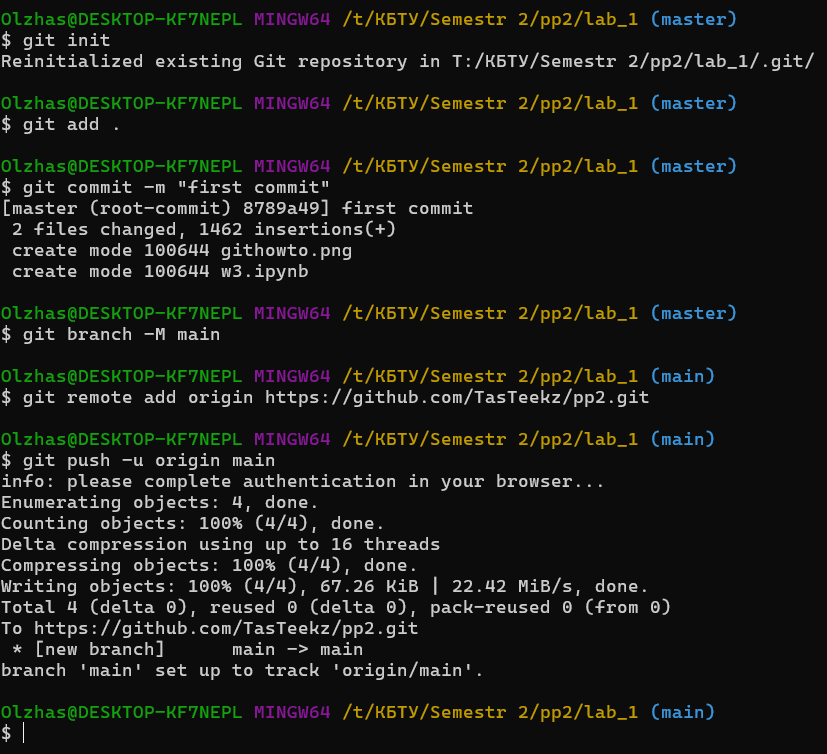 Olzhas@DESKTOP-KF7NEPL MINGW64 /t/КБТУ/Semestr 2/pp2/lab_1 (master)
$ git init
Reinitialized existing Git repository in T:/КБТУ/Semestr 2/pp2/lab_1/.git/

Olzhas@DESKTOP-KF7NEPL MINGW64 /t/КБТУ/Semestr 2/pp2/lab_1 (master)
$ git add .

Olzhas@DESKTOP-KF7NEPL MINGW64 /t/КБТУ/Semestr 2/pp2/lab_1 (master)
$ git commit -m "first commit"
[master (root-commit) 8789a49] first commit
 2 files changed, 1462 insertions(+)
 create mode 100644 githowto.png
 create mode 100644 w3.ipynb

Olzhas@DESKTOP-KF7NEPL MINGW64 /t/КБТУ/Semestr 2/pp2/lab_1 (master)
$ git branch -M main

Olzhas@DESKTOP-KF7NEPL MINGW64 /t/КБТУ/Semestr 2/pp2/lab_1 (main)
$ git remote add origin https://github.com/TasTeekz/pp2.git

Olzhas@DESKTOP-KF7NEPL MINGW64 /t/КБТУ/Semestr 2/pp2/lab_1 (main)
$ git push -u origin main
info: please complete authentication in your browser...
Enumerating objects: 4, done.
Counting objects: 100% (4/4), done.
Delta compression using up to 16 threads
Compressing objects: 100% (4/4), done.
Writing objects: 100% (4/4), 67.26 KiB | 22.42 MiB/s, done.
Total 4 (delta 0), reused 0 (delta 0), pack-reused 0 (from 0)
To https://github.com/TasTeekz/pp2.git
 * [new branch]      main -> main
branch 'main' set up to track 'origin/main'.

Olzhas@DESKTOP-KF7NEPL MINGW64 /t/КБТУ/Semestr 2/pp2/lab_1 (main)
$